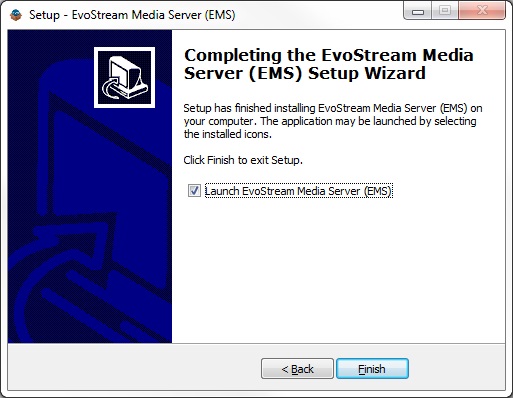 Setup - EvoStream Media Server (EMS)
Completing the EvoStream Media
Server (EMS) Setup Wizard
Setup has finished installing EvoStream Media Server (EMS) on
your computer. The application may be launched by selecting
the installed icons.
Click Finish to exit Setup.
Launch EvoStream Media Server (EMS)
< Back
Finish